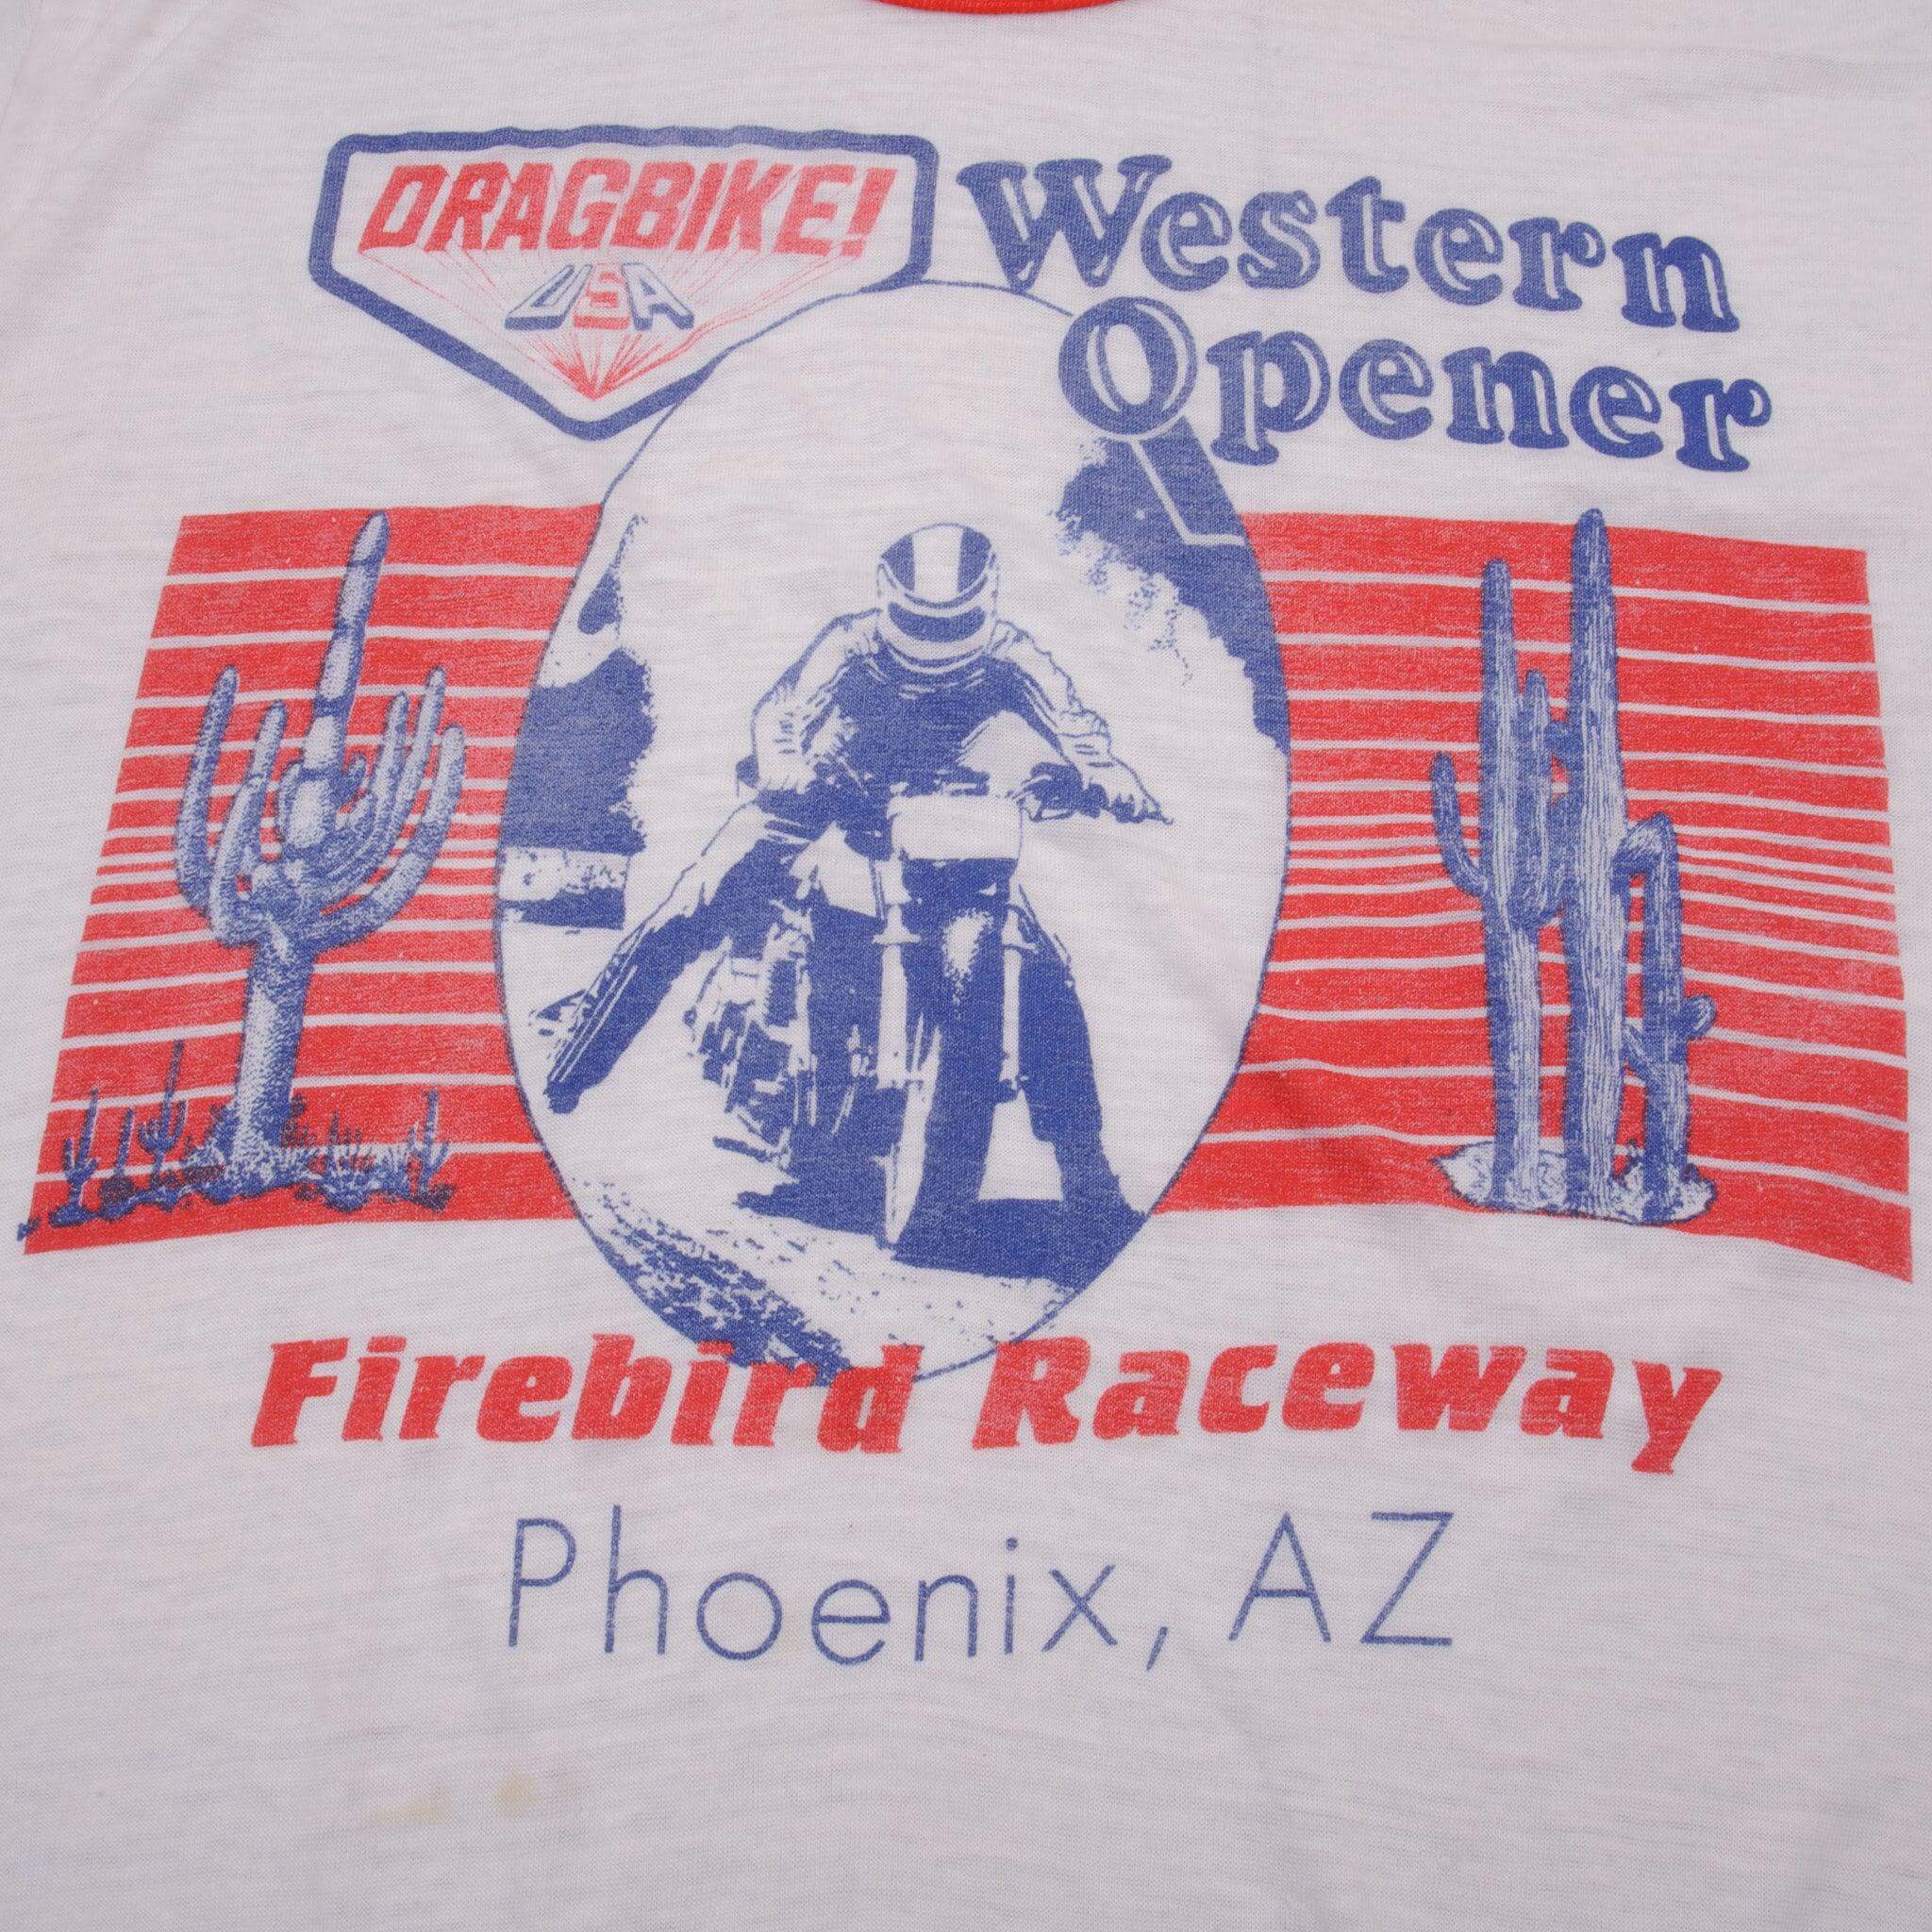 DRAGBIKE!
USA
Western
Opener
Firebird Raceway
Phoenix, AZ